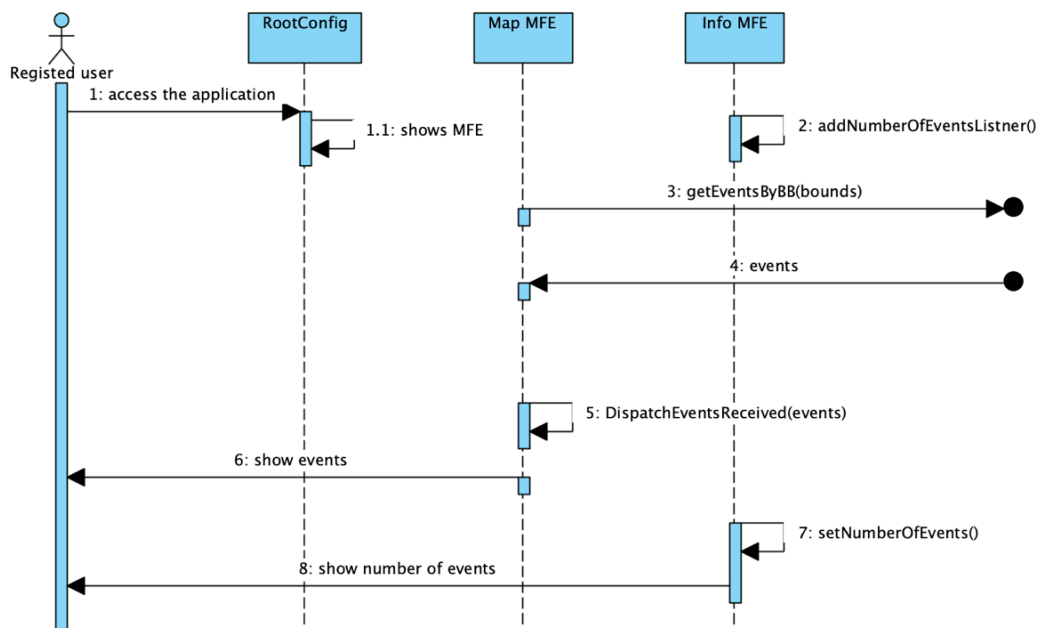 RootConfig
Map MFE
Info MFE
Registed user
1: access the application
1.1: shows MFE
2: addNumberOfEventsListner()
3: getEventsByBB(bounds)
4: events
5: DispatchEventsReceived(events)
6: show events
7: setNumberOfEvents()
8: show number of events